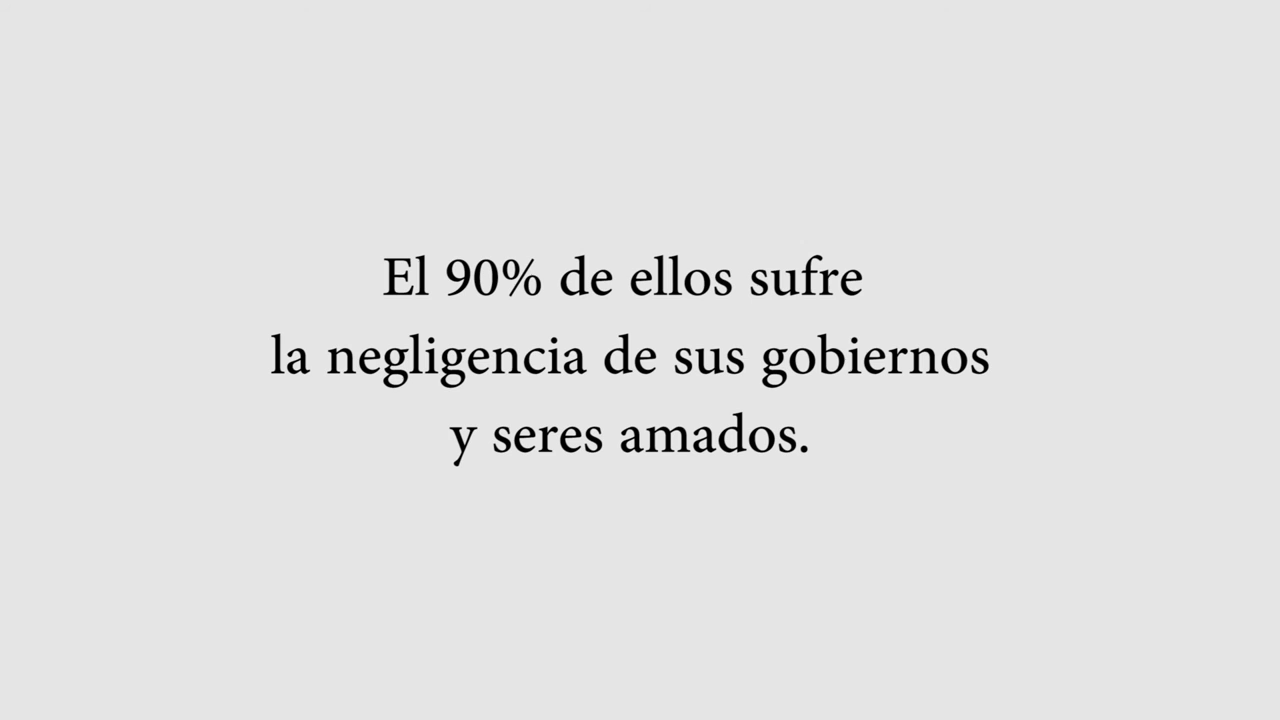 El 90% de ellos sufre
la negligencia de sus gobiernos
y seres amados.